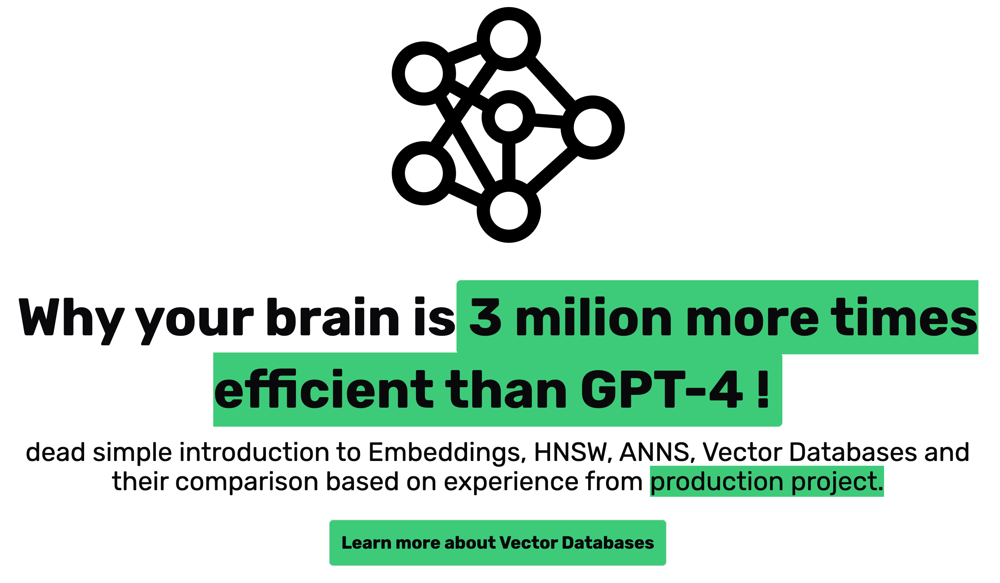 Why your brain is 3 milion more times
efficient than GPT-4 !
dead simple introduction to Embeddings, HNSW, ANNS, Vector Databases and
their comparison based on experience from production project.
Learn more about Vector Databases